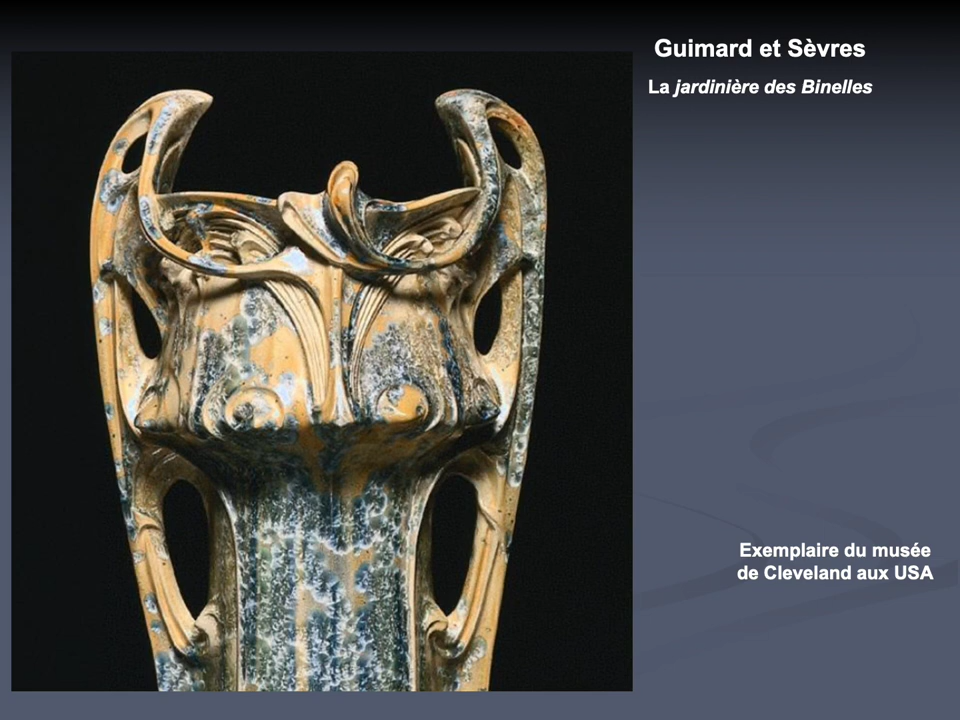 Guimard et Sèvres
La jardinière des Binelles
Exemplaire du musée
de Cleveland aux USA